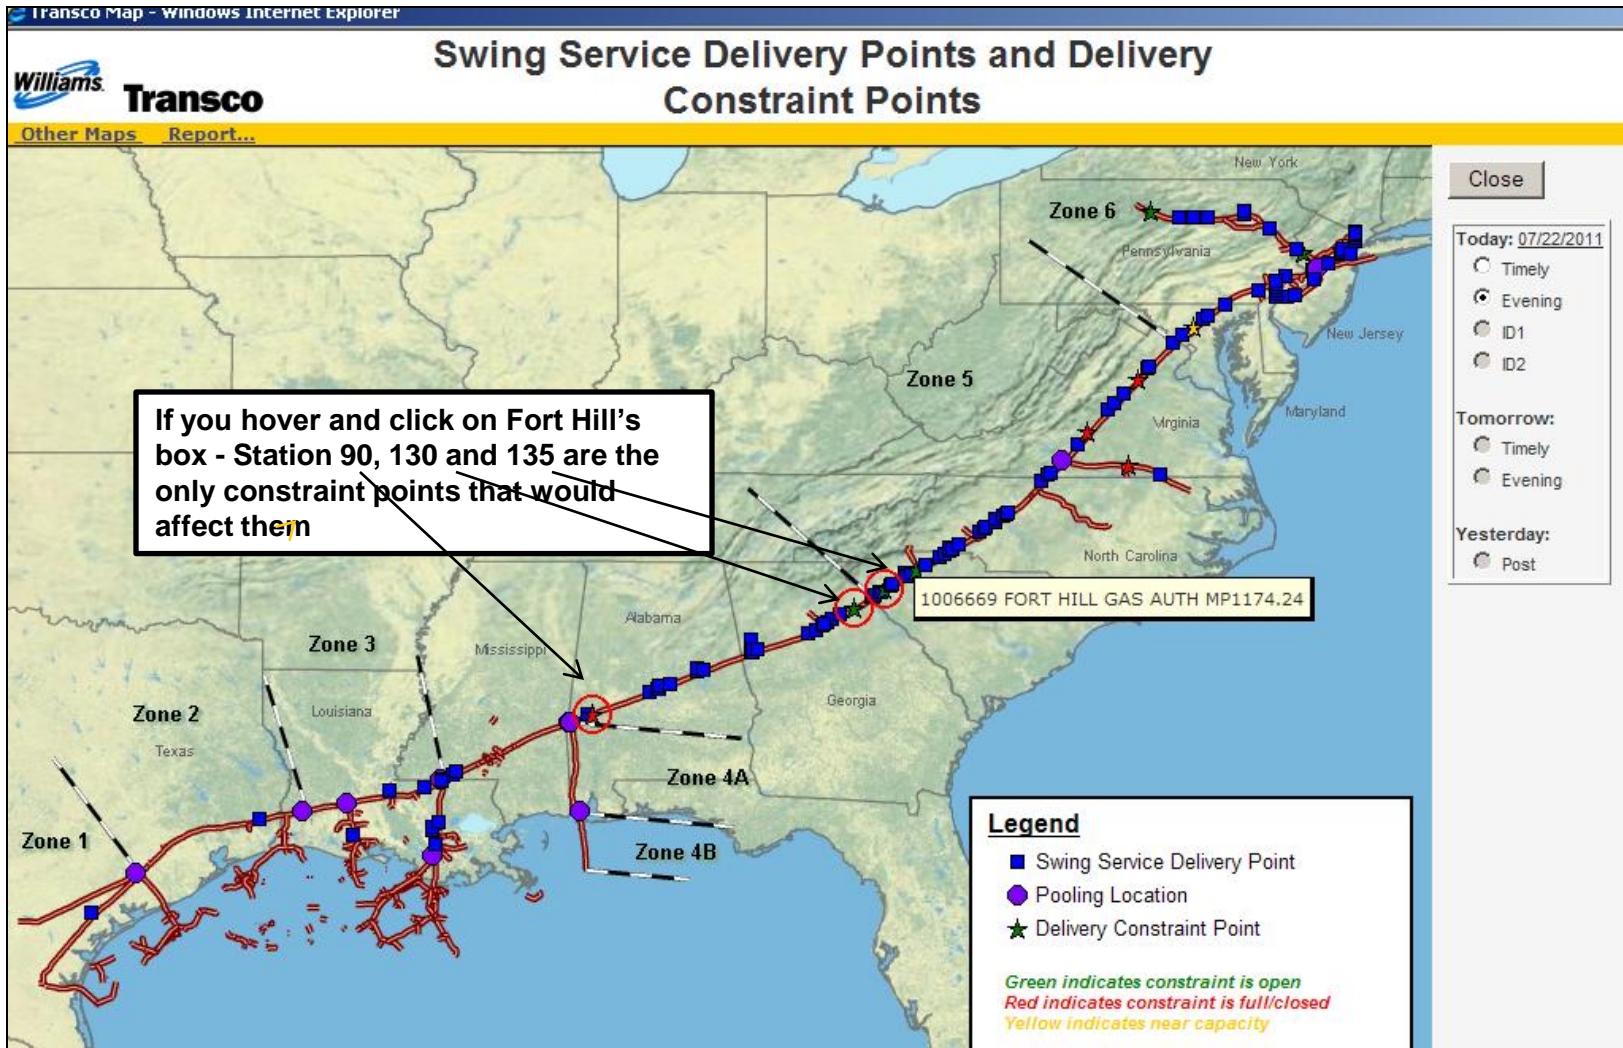 Transco Map - Windows Internet Explorer
Williams.
Transco
Swing Service Delivery Points and Delivery
Constraint Points
Other Maps Report...
New York
Zone 6
Pennsylvania
New Jersey
Zone 5
Maryland
Virginia
If you hover and click on Fort Hill's
box - Station 90, 130 and 135 are the
only constraint points that would
affect them
North Carolina
1006669 FORT HILL GAS AUTH MP1174.24
Alabama
Zone 3
Mississippi
Georgia
Zone 2
Louisiana
Texas
Zone 4A
Zone 1
Zone 4B
Legend
Swing Service Delivery Point
Pooling Location
Delivery Constraint Point
Green indicates constraint is open
Red indicates constraint is full/closed
Yellow indicates near capacity
Close
Today: 07/22/2011
Timely
Evening
ID1
ID2
Tomorrow:
Timely
Evening
Yesterday:
Post